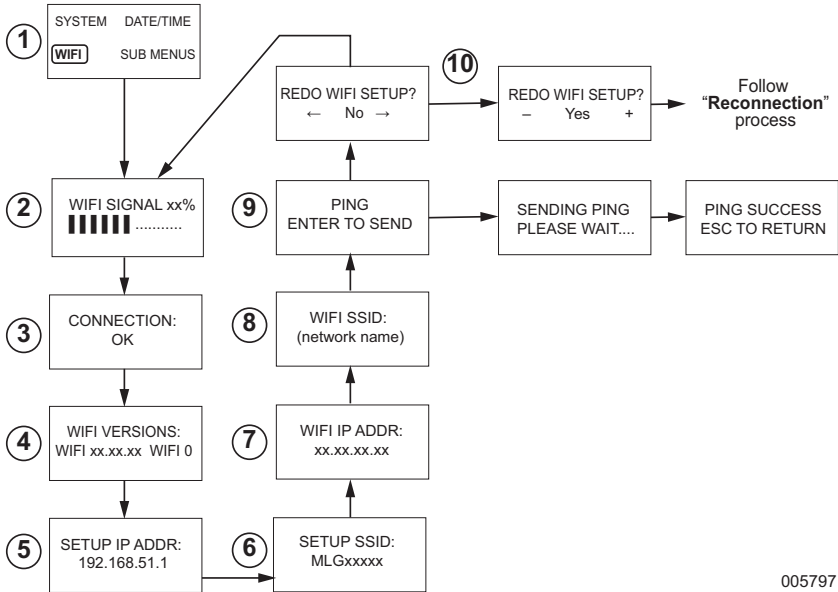 1
SYSTEM DATE/TIME
WIFI SUB MENUS
2
WIFI SIGNAL xx%
...........
3
CONNECTION:
OK
4
WIFI VERSIONS:
WIFI xx.xx.xx WIFI 0
5
SETUP IP ADDR:
192.168.51.1
6
SETUP SSID:
MLGxxxxx
7
WIFI IP ADDR:
xx.xx.xx.xx
8
WIFI SSID:
(network name)
9
PING
ENTER TO SEND
SENDING PING
PLEASE WAIT....
PING SUCCESS
ESC TO RETURN
REDO WIFI SETUP?
← No →
10
REDO WIFI SETUP?
– Yes +
Follow
“Reconnection”
process
005797